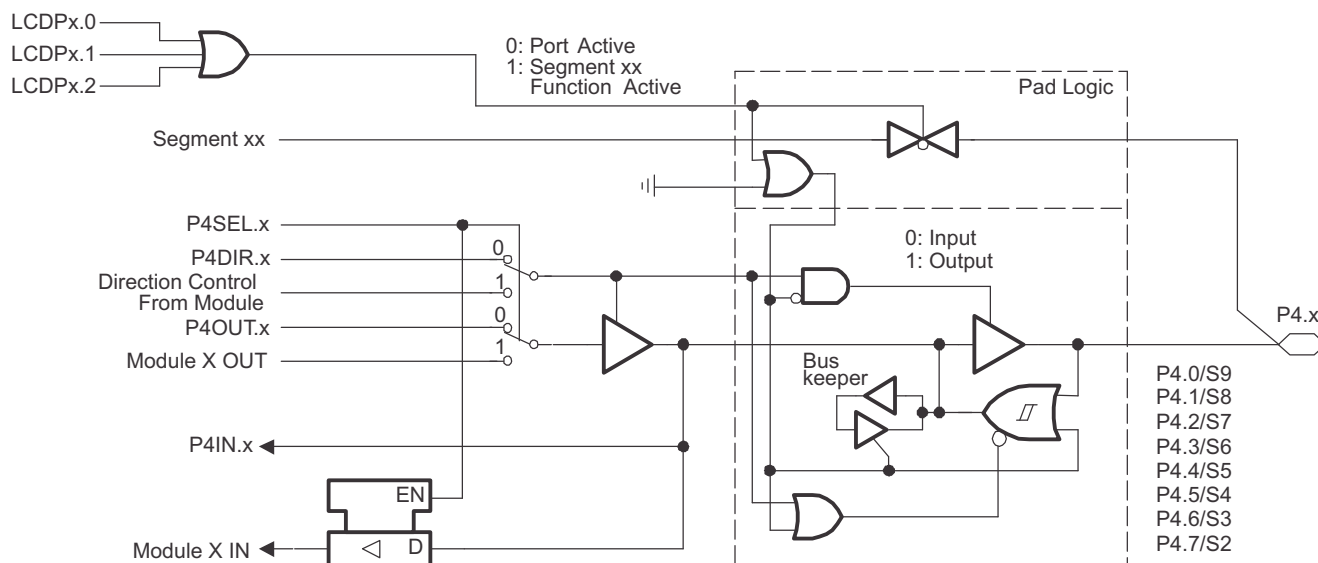 LCDPx.0
LCDPx.1
LCDPx.2
0: Port Active
1: Segment xx
Function Active
Pad Logic
Segment xx
P4SEL.x
P4DIR.x
0
Direction Control
From Module
1
P4OUT.x
0
Module X OUT
1
0: Input
1: Output
P4.x
Bus
keeper
P4.0/S9
P4.1/S8
P4.2/S7
P4.3/S6
P4.4/S5
P4.5/S4
P4.6/S3
P4.7/S2
P4IN.x
EN
Module X IN
D